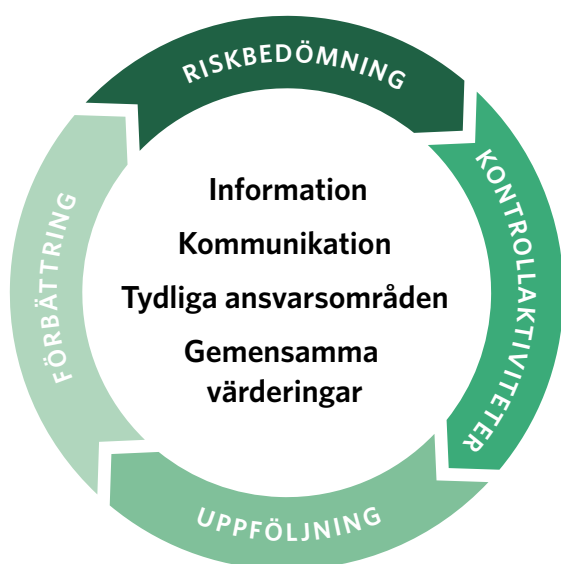 RISKBEDÖMNING
KONTROLLAKTIVITETER
UPPFÖLJNING
FÖRBÄTTRING
Information
Kommunikation
Tydliga ansvarsområden
Gemensamma
värderingar